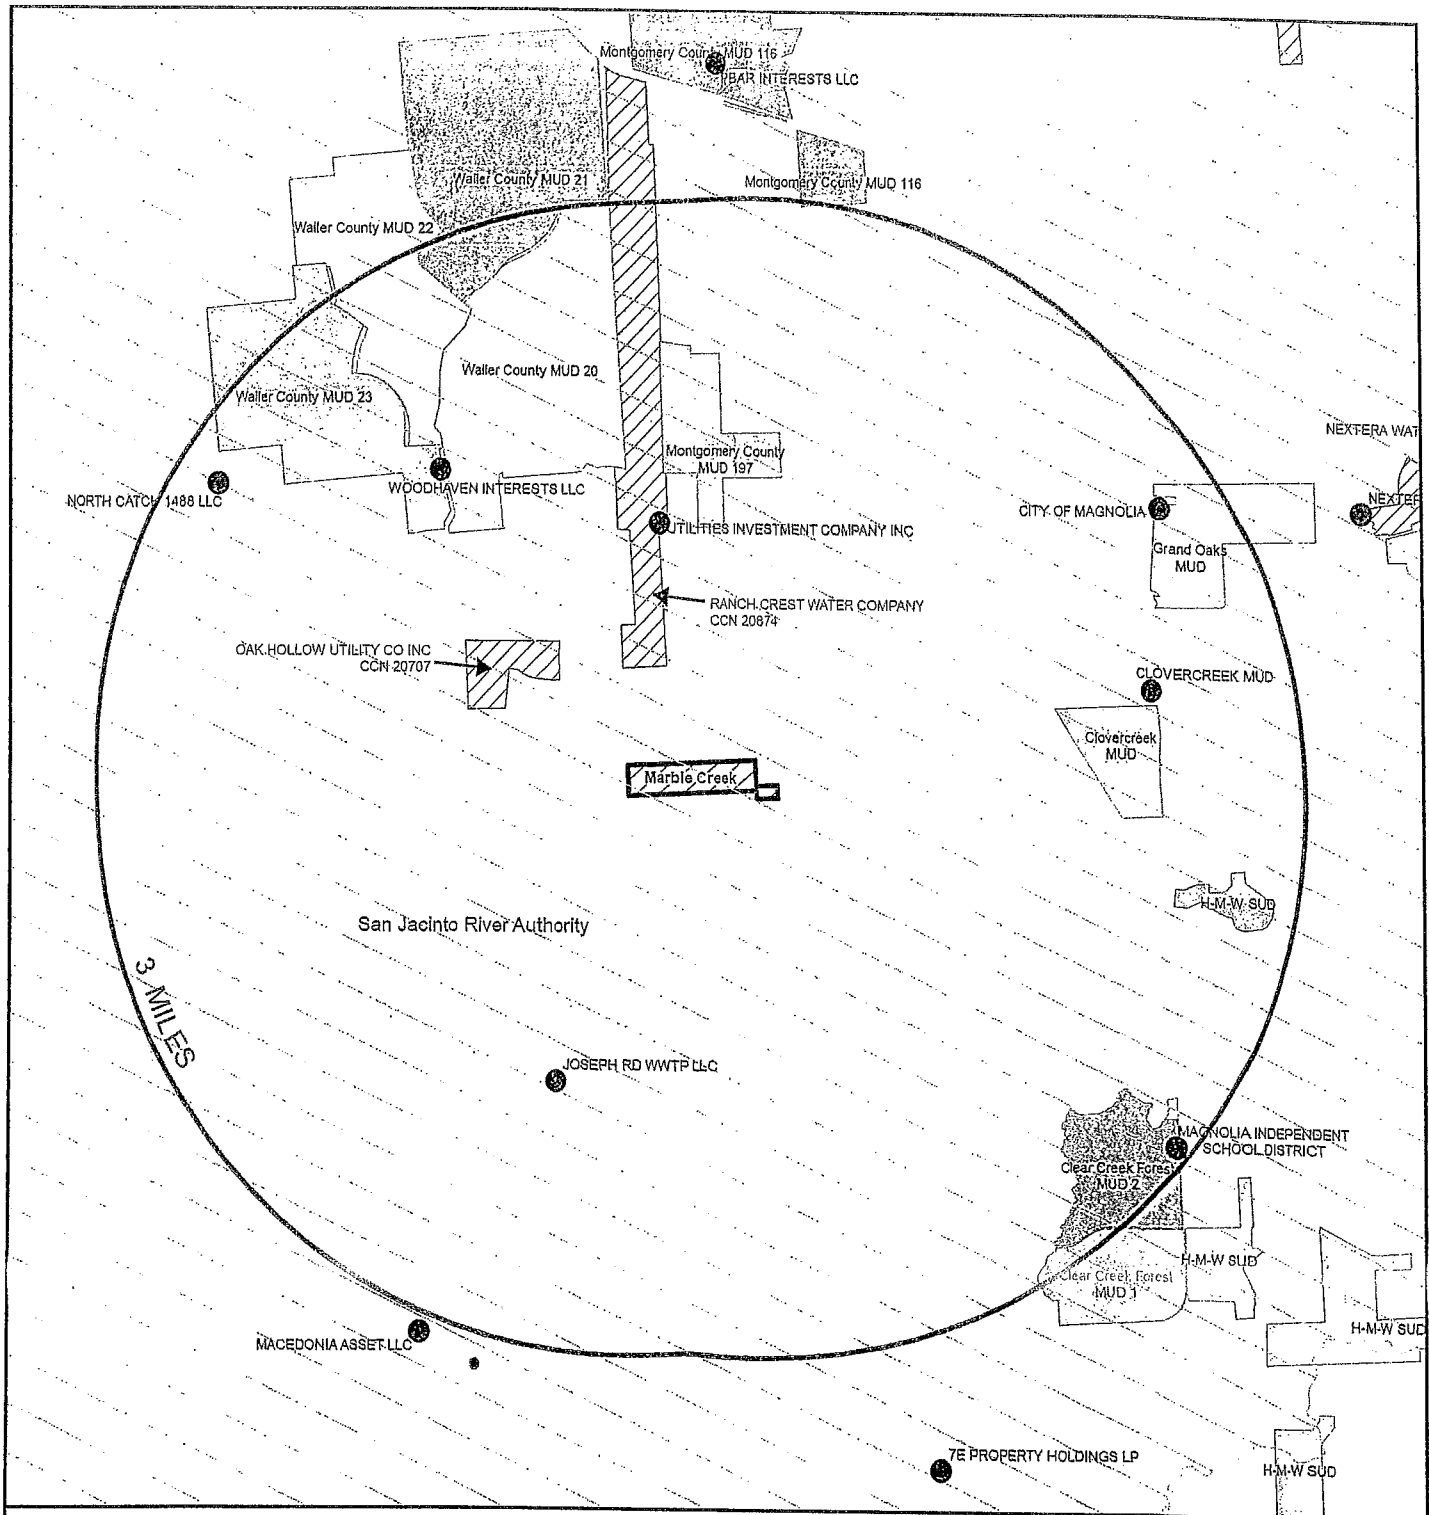 Montgomery County MUD 116
BAR INTERESTS LLC
Waller County MUD 21
Montgomery County MUD 116
Waller County MUD 22
Waller County MUD 20
Waller County MUD 23
NEXTERA WAT
Montgomery County
MUD 197
NORTH CATCH 1488 LLC
WOODHAVEN INTERESTS LLC
NEXTER
CITY OF MAGNOLIA
UTILITIES INVESTMENT COMPANY INC
Grand Oaks
MUD
RANCH CREST WATER COMPANY
CCN 20874
OAK HOLLOW UTILITY CO INC
CCN 20707
CLOVERCREEK MUD
Clovercreek
MUD
Marble Creek
H-M-W SUD
San Jacinto River Authority
3 MILES
JOSEPH RD WWTP LLC
MAGNOLIA INDEPENDENT
SCHOOL DISTRICT
Clear Creek Forest
MUD 2
H-M-W SUD
Clear Creek Forest
MUD 1
H-M-W SUD
MACEDONIA ASSET LLC
7E PROPERTY HOLDINGS LP
H-M-W SUD